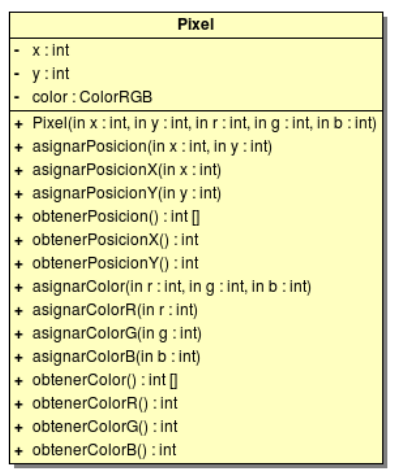 Pixel
- x : int
- y : int
- color : ColorRGB
+ Pixel(in x : int, in y : int, in r : int, in g : int, in b : int)
+ asignarPosicion(in x : int, in y : int)
+ asignarPosicionX(in x : int)
+ asignarPosicionY(in y : int)
+ obtenerPosicion() : int []
+ obtenerPosicionX() : int
+ obtenerPosicionY() : int
+ asignarColor(in r : int, in g : int, in b : int)
+ asignarColorR(in r : int)
+ asignarColorG(in g : int)
+ asignarColorB(in b : int)
+ obtenerColor() : int []
+ obtenerColorR() : int
+ obtenerColorG() : int
+ obtenerColorB() : int